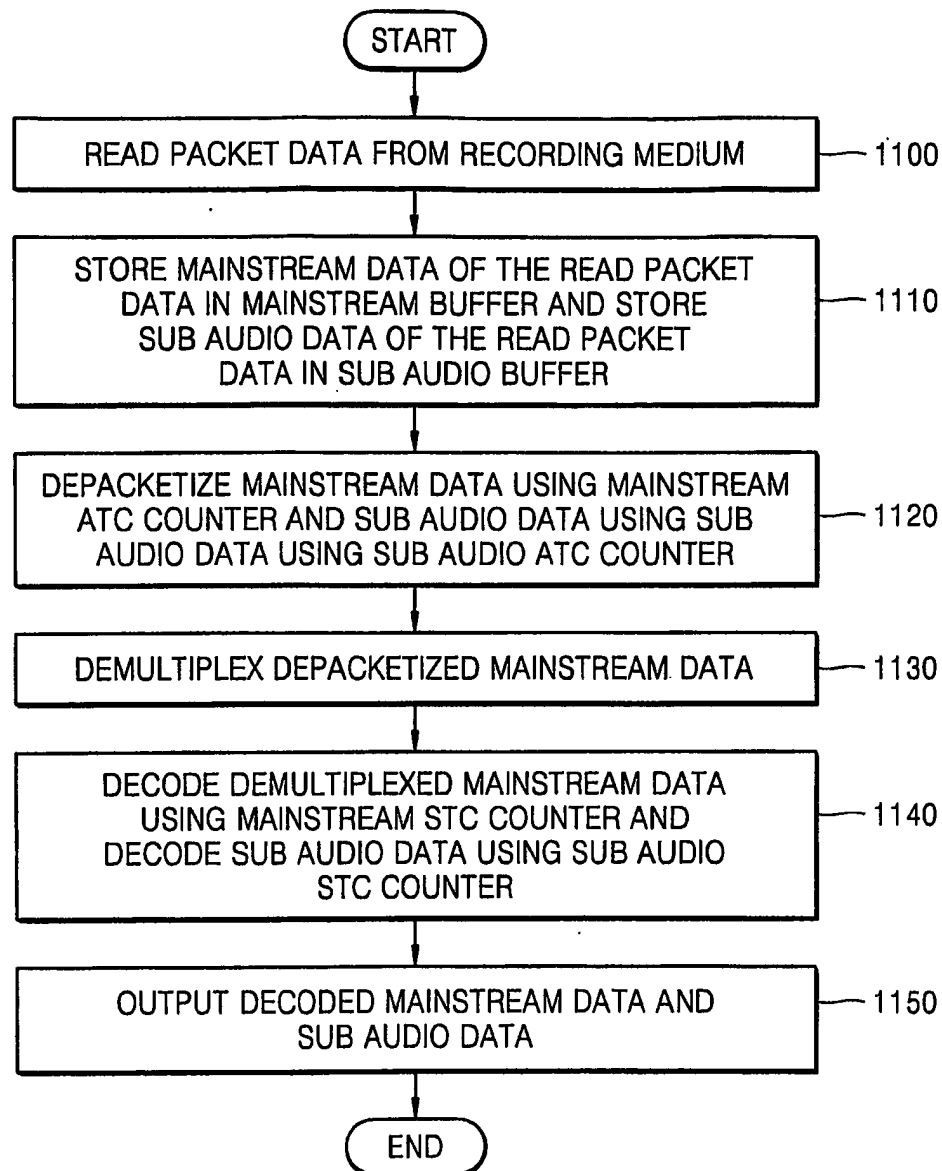 START
READ PACKET DATA FROM RECORDING MEDIUM
1100
STORE MAINSTREAM DATA OF THE READ PACKET
DATA IN MAINSTREAM BUFFER AND STORE
SUB AUDIO DATA OF THE READ PACKET
DATA IN SUB AUDIO BUFFER
1110
DEPACKETIZE MAINSTREAM DATA USING MAINSTREAM
ATC COUNTER AND SUB AUDIO DATA USING SUB
AUDIO DATA USING SUB AUDIO ATC COUNTER
1120
DEMULTIPLEX DEPACKETIZED MAINSTREAM DATA
1130
DECODE DEMULTIPLEXED MAINSTREAM DATA
USING MAINSTREAM STC COUNTER AND
DECODE SUB AUDIO DATA USING SUB AUDIO
STC COUNTER
1140
OUTPUT DECODED MAINSTREAM DATA AND
SUB AUDIO DATA
1150
END